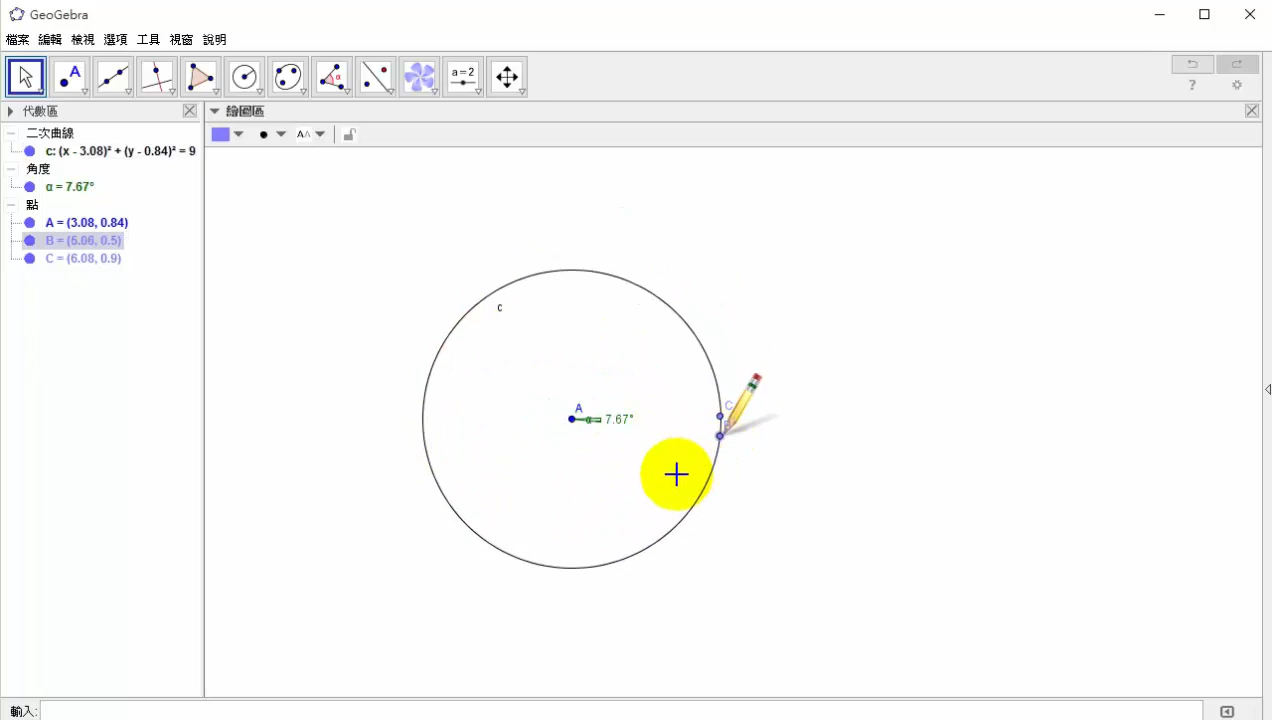 GeoGebra
檔案 編輯 檢視 選項 工具 視窗 說明
A
α
a=2
?
代數區
繪圖區
二次曲線
c: (x - 3.08)² + (y - 0.84)² = 9
角度
α = 7.67°
點
A = (3.08, 0.84)
B = (6.06, 0.5)
C = (6.08, 0.9)
AA
c
A
α 7.67°
C
B
輸入: